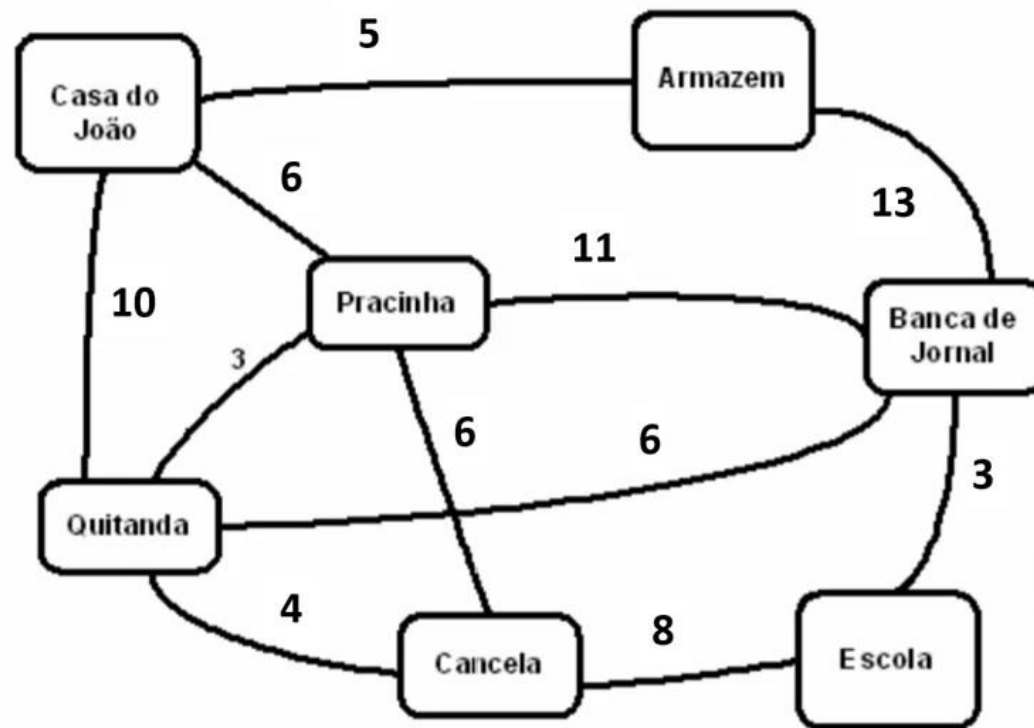 5
Casa do
João
Armazem
6
13
11
10
Pracinha
Banca de
Jornal
3
6
6
3
Quitanda
4
8
Cancela
Escola